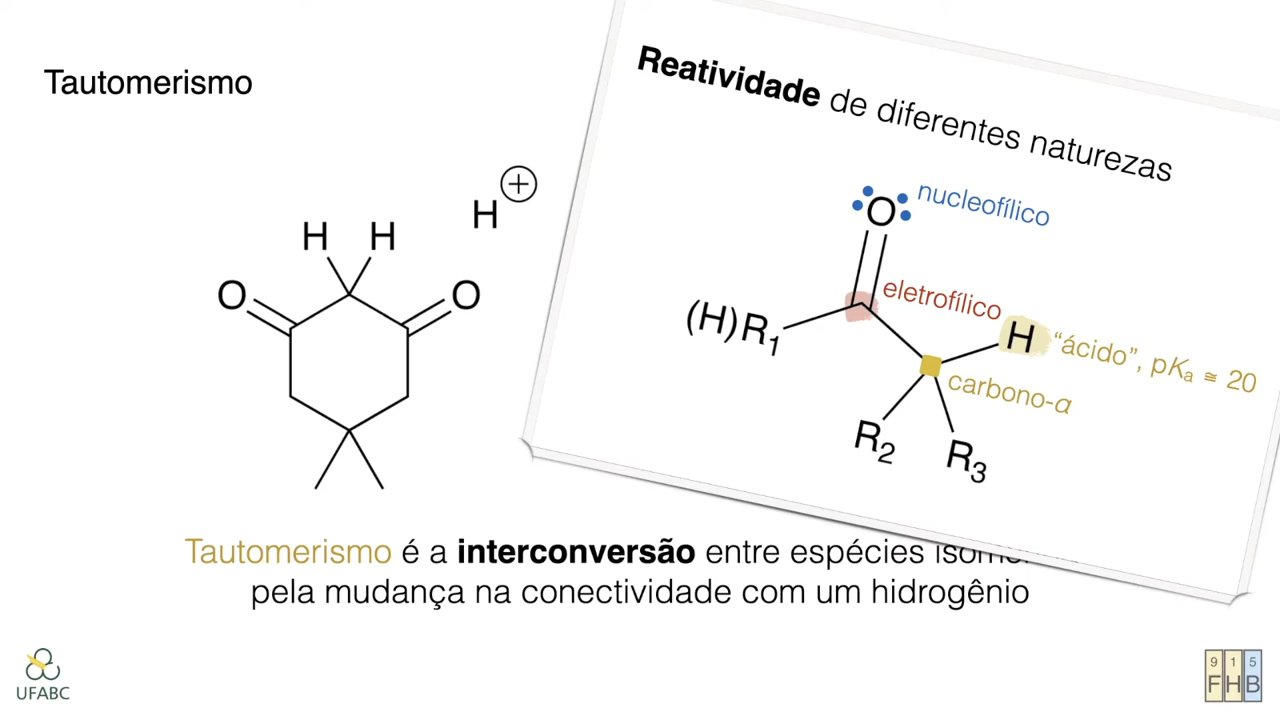 Tautomerismo
H
H H
O O
Reatividade de diferentes naturezas
O nucleofílico
eletrofílico
(H)R1
H "ácido", pKa ≅ 20
carbono-α
R2 R3
Tautomerismo é a interconversão entre espécies
pela mudança na conectividade com um hidrogênio
UFABC
9 1 5
F H B